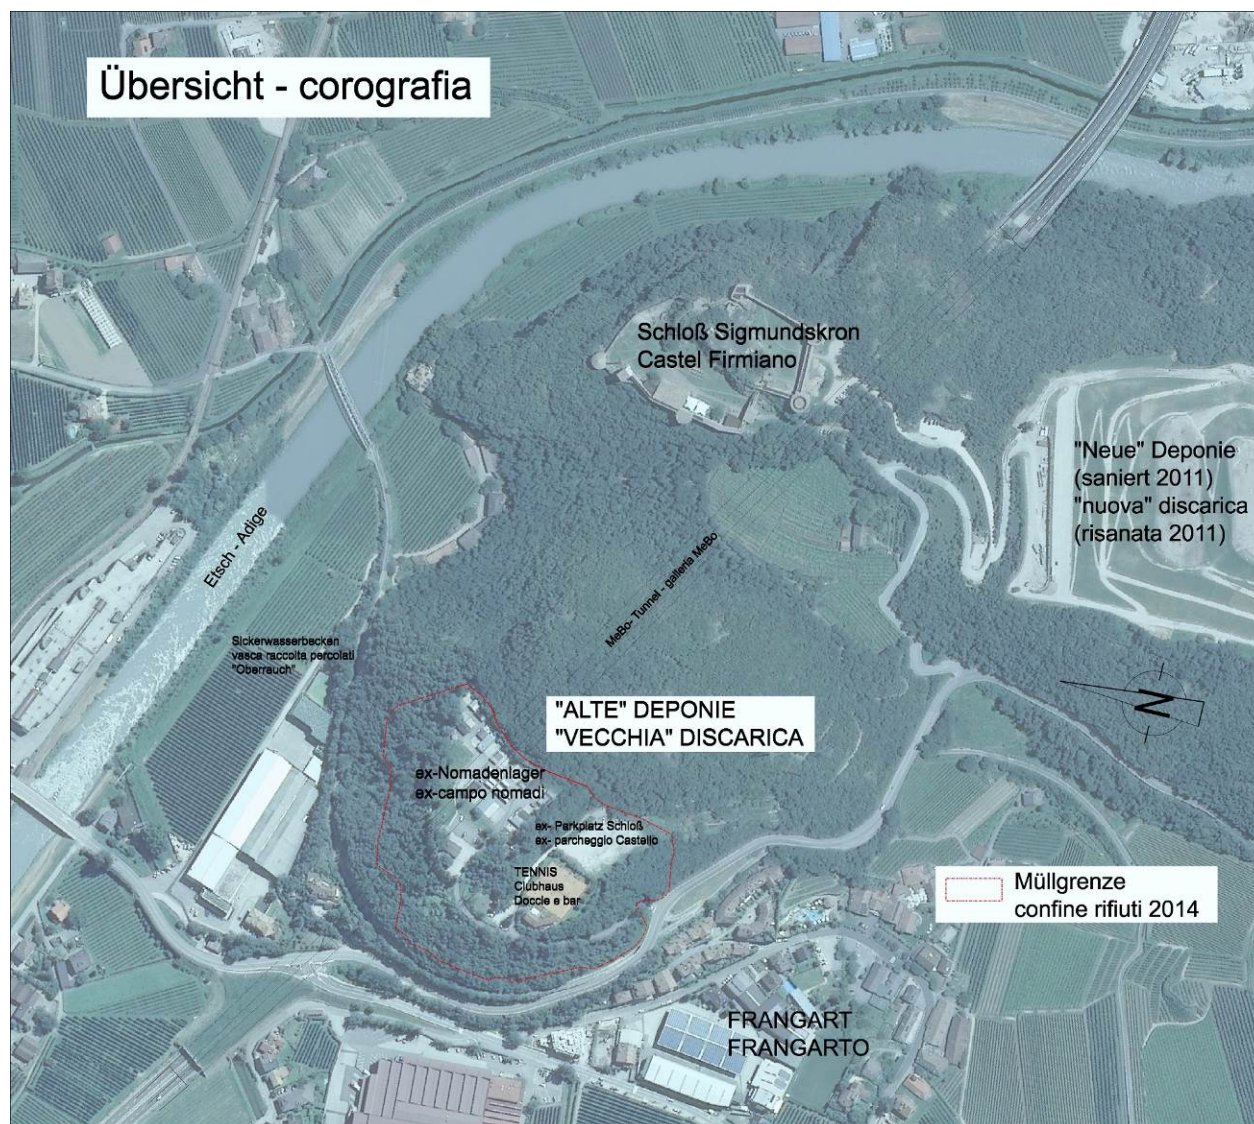 Übersicht - corografia
Schloß Sigmundskron
Castel Firmiano
"Neue" Deponie
(saniert 2011)
"nuova" discarica
(risanata 2011)
Etsch - Adige
MeBo- Tunnel - galleria MeBo
Sickerwasserbecken
vasca raccolta percolati
"Oberrauch"
"ALTE" DEPONIE
"VECCHIA" DISCARICA
N
ex-Nomadenlager
ex-campo nomadi
ex- Parkplatz Schloß
ex- parcheggio Castello
TENNIS
Clubhaus
Doccie e bar
Müllgrenze
confine rifiuti 2014
FRANGART
FRANGARTO